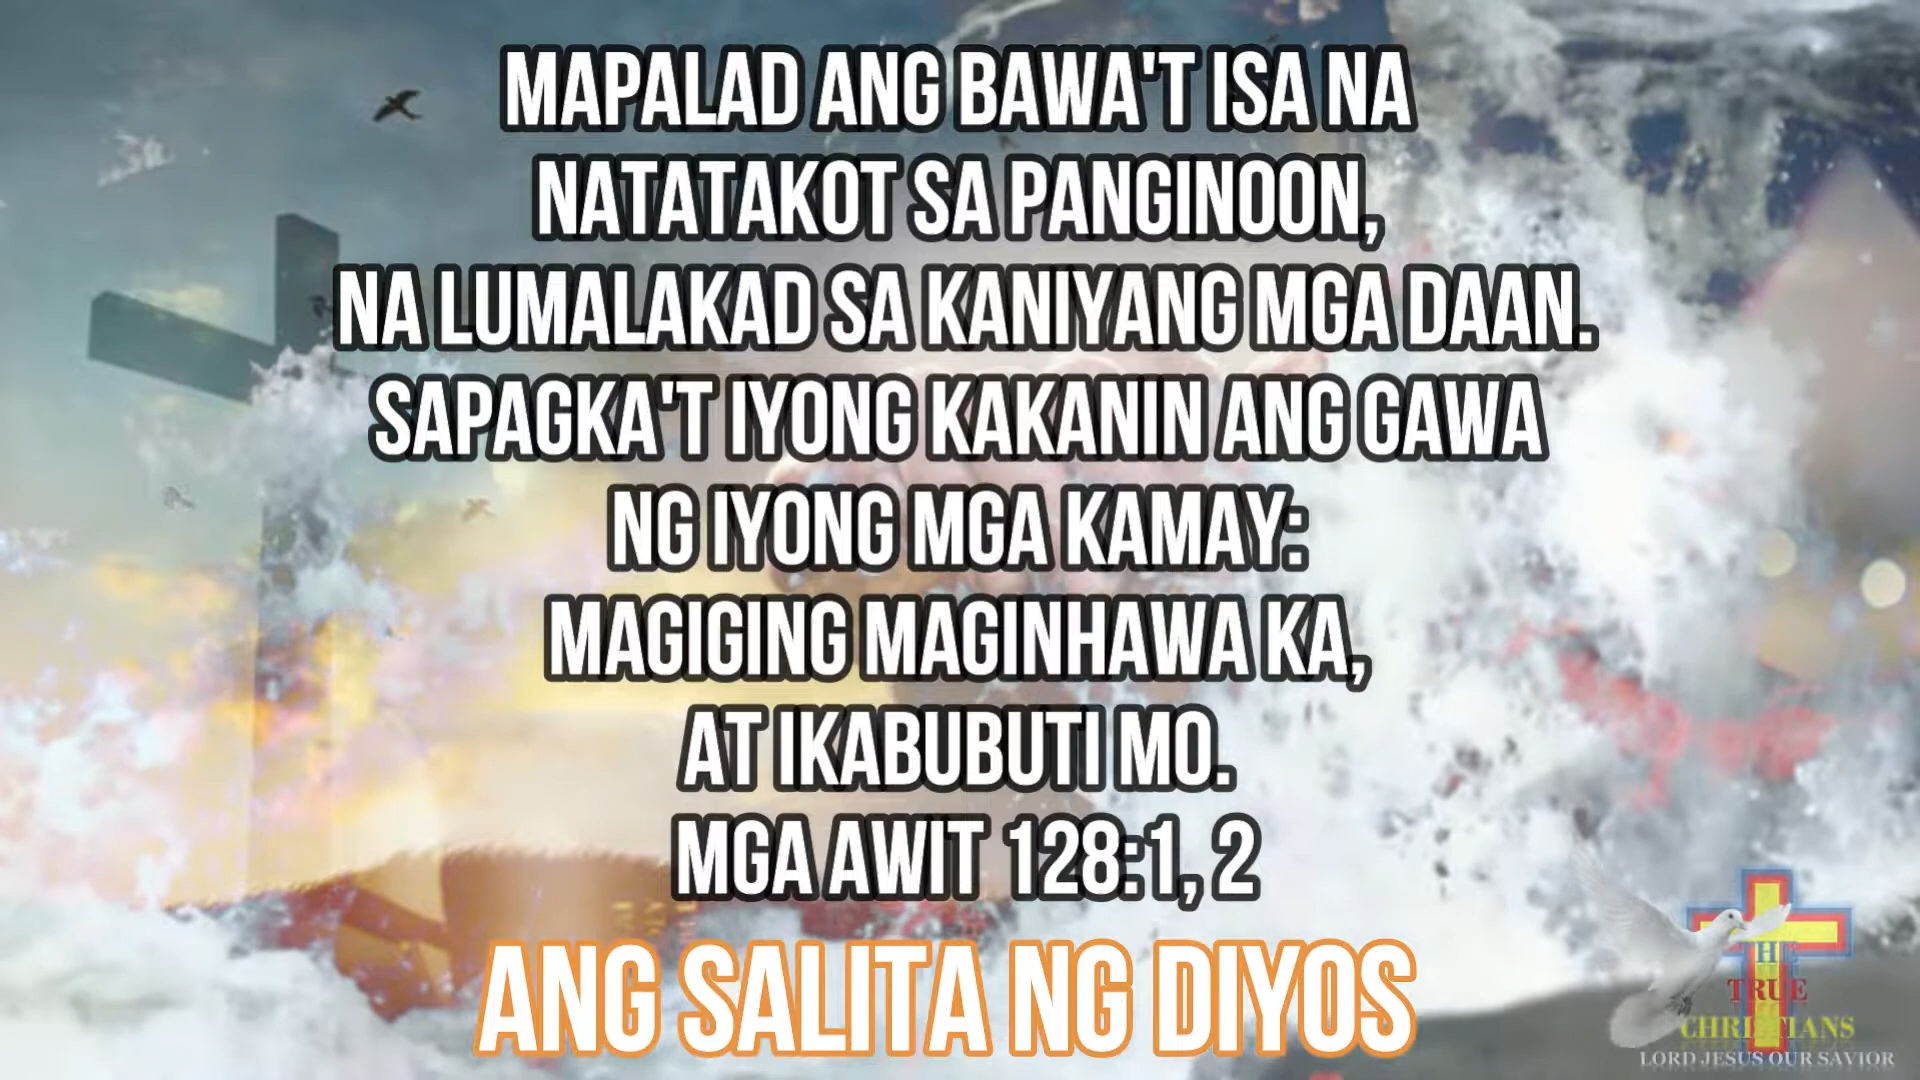 MAPALAD ANG BAWA'T ISA NA
NATATAKOT SA PANGINOON,
NA LUMALAKAD SA KANIYANG MGA DAAN.
SAPAGKA'T IYONG KAKANIN ANG GAWA
NG IYONG MGA KAMAY:
MAGIGING MAGINHAWA KA,
AT IKABUBUTI MO.
MGA AWIT 128:1, 2
ANG SALITA NG DIYOS
TRUE
CHRISTIANS
LORD JESUS OUR SAVIOR